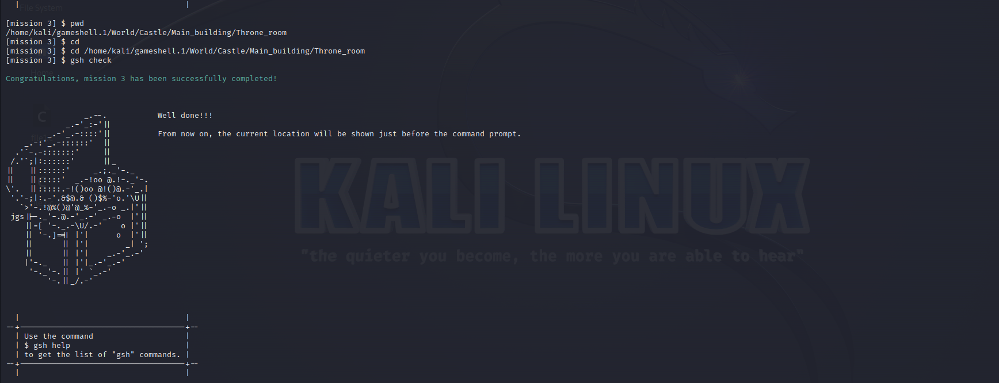 File System
[mission 3] $ pwd
/home/kali/gameshell.1/World/Castle/Main_building/Throne_room
[mission 3] $ cd
[mission 3] $ cd /home/kali/gameshell.1/World/Castle/Main_building/Throne_room
[mission 3] $ gsh check
Home
Congratulations, mission 3 has been successfully completed!
Well done!!!
From now on, the current location will be shown just before the command prompt.
KALI LINUX
"the quieter you become, the more you are able to hear"
jgs
Use the command
$ gsh help
to get the list of "gsh" commands.